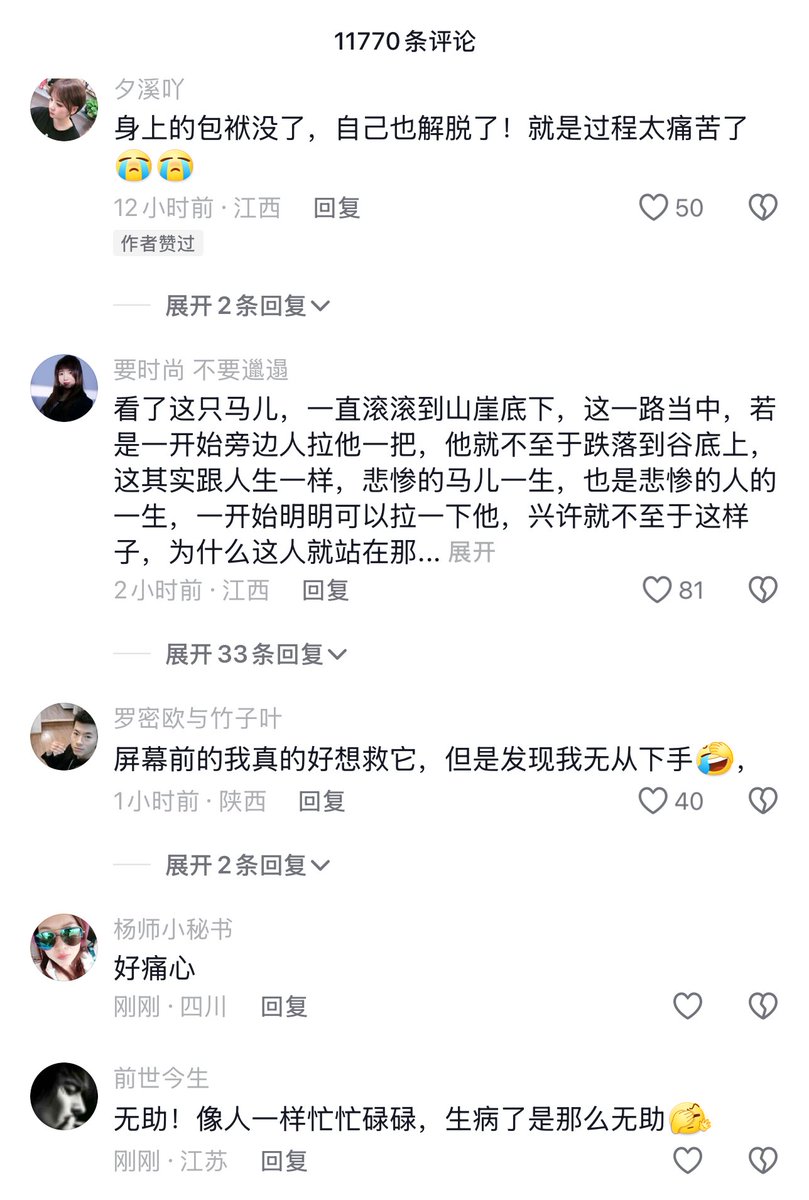 11770条评论
夕溪吖
身上的包袱没了，自己也解脱了！就是过程太痛苦了
😭😭
12小时前·江西 回复 50
作者赞过
展开2条回复
要时尚 不要邋遢
看了这只马儿，一直滚滚到山崖底下，这一路当中，若
是一开始旁边人拉他一把，他就不至于跌落到谷底上，
这其实跟人生一样，悲惨的马儿一生，也是悲惨的人的
一生，一开始明明可以拉一下他，兴许就不至于这样
子，为什么这人就站在那... 展开
2小时前·江西 回复 81
展开33条回复
罗密欧与竹子叶
屏幕前的我真的好想救它，但是发现我无从下手，
1小时前·陕西 回复 40
展开2条回复
杨师小秘书
好痛心
刚刚·四川 回复
前世今生
无助！像人一样忙忙碌碌，生病了是那么无助
刚刚·江苏 回复